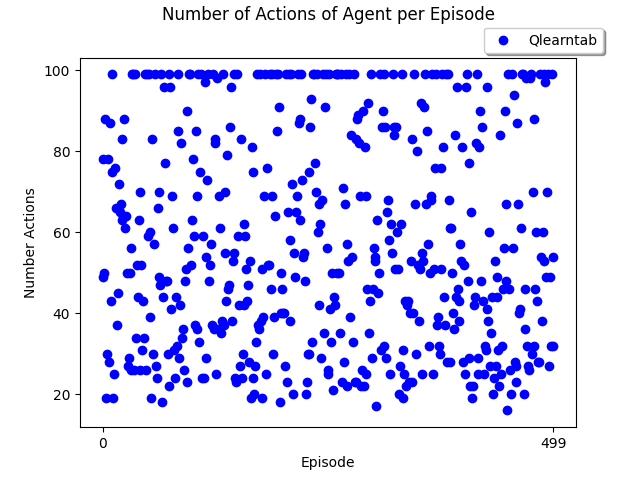 Number of Actions of Agent per Episode
Qlearntab
100
80
60
40
20
Number Actions
0
499
Episode